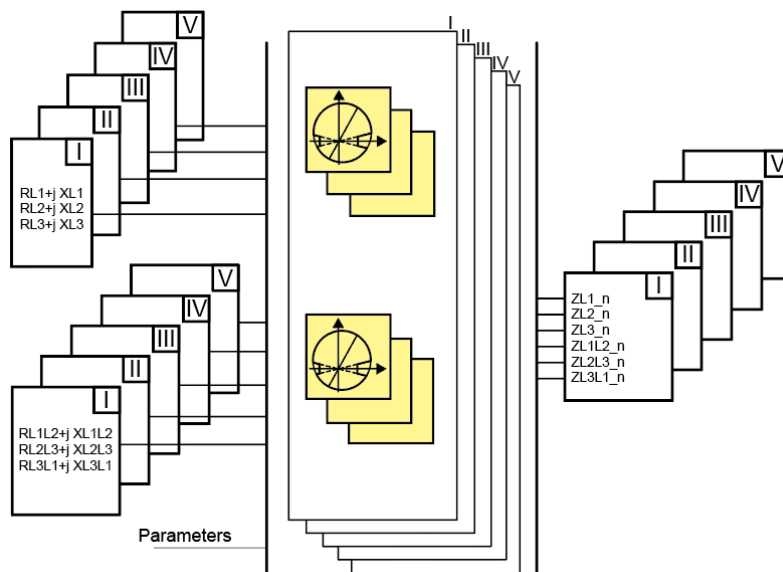 V
IV
III
II
I
RL1+j XL1
RL2+j XL2
RL3+j XL3
V
IV
III
II
I
RL1L2+j XL1L2
RL2L3+j XL2L3
RL3L1+j XL3L1
Parameters
I
II
III
IV
V
V
IV
III
II
I
ZL1_n
ZL2_n
ZL3_n
ZL1L2_n
ZL2L3_n
ZL3L1_n